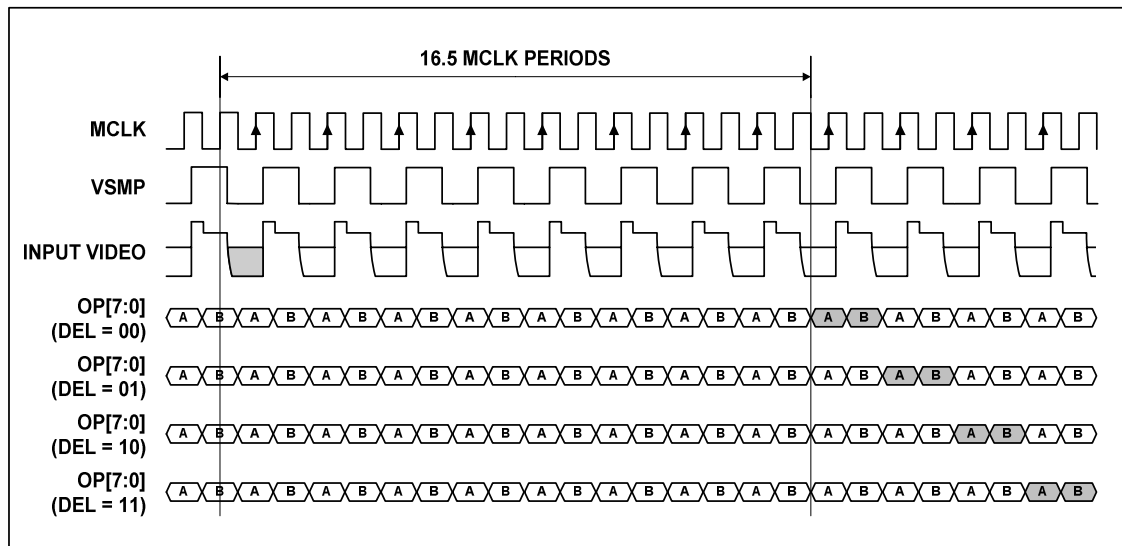 16.5 MCLK PERIODS
MCLK
VSMP
INPUT VIDEO
OP[7:0]
(DEL = 00)
A B A B A B A B A B A B A B A B A B A B A B A B A B
OP[7:0]
(DEL = 01)
A B A B A B A B A B A B A B A B A B A B A B A B A B
OP[7:0]
(DEL = 10)
A B A B A B A B A B A B A B A B A B A B A B A B A B
OP[7:0]
(DEL = 11)
A B A B A B A B A B A B A B A B A B A B A B A B A B